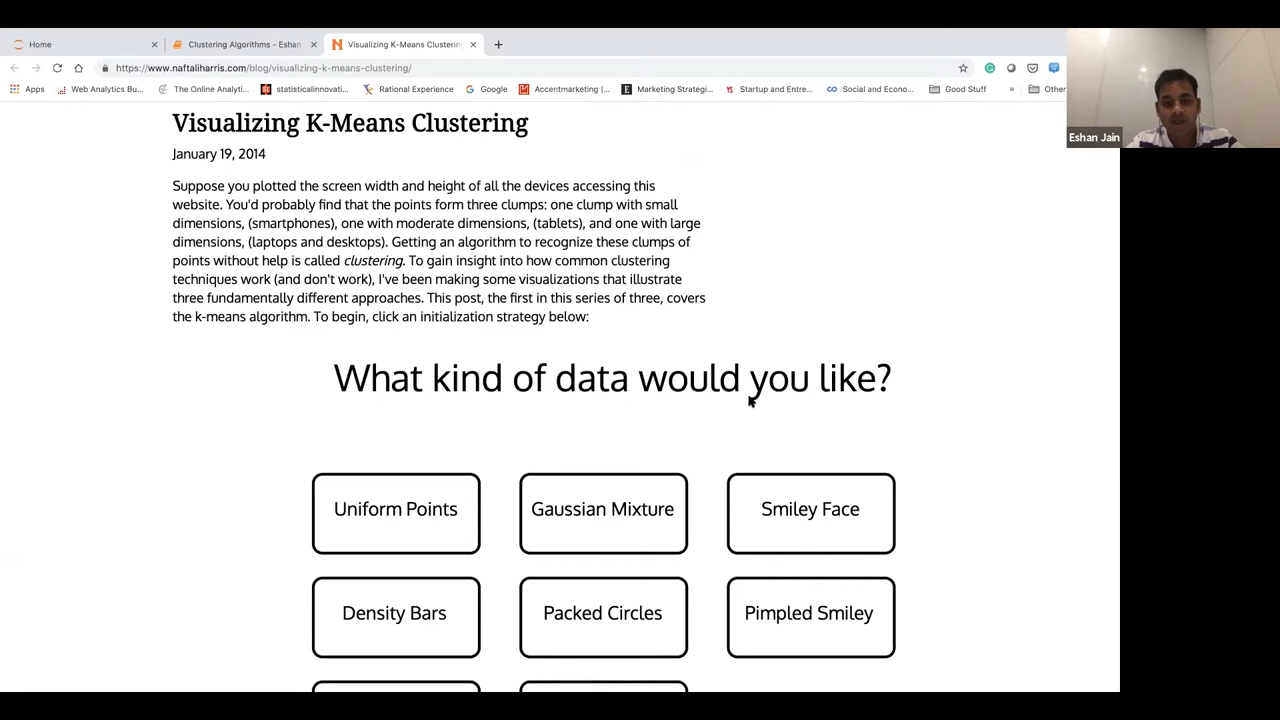 Home
Clustering Algorithms - Eshan
Visualizing K-Means Clustering
https://www.naftaliharris.com/blog/visualizing-k-means-clustering/
Apps
Web Analytics Bu...
The Online Analyti...
statisticalinnovati...
Rational Experience
Google
Accentmarketing |...
Marketing Strategi...
Startup and Entre...
Social and Econo...
Good Stuff
»
Other
Eshan Jain
Visualizing K-Means Clustering
January 19, 2014
Suppose you plotted the screen width and height of all the devices accessing this
website. You'd probably find that the points form three clumps: one clump with small
dimensions, (smartphones), one with moderate dimensions, (tablets), and one with large
dimensions, (laptops and desktops). Getting an algorithm to recognize these clumps of
points without help is called clustering. To gain insight into how common clustering
techniques work (and don't work), I've been making some visualizations that illustrate
three fundamentally different approaches. This post, the first in this series of three, covers
the k-means algorithm. To begin, click an initialization strategy below:
What kind of data would you like?
Uniform Points
Gaussian Mixture
Smiley Face
Density Bars
Packed Circles
Pimpled Smiley